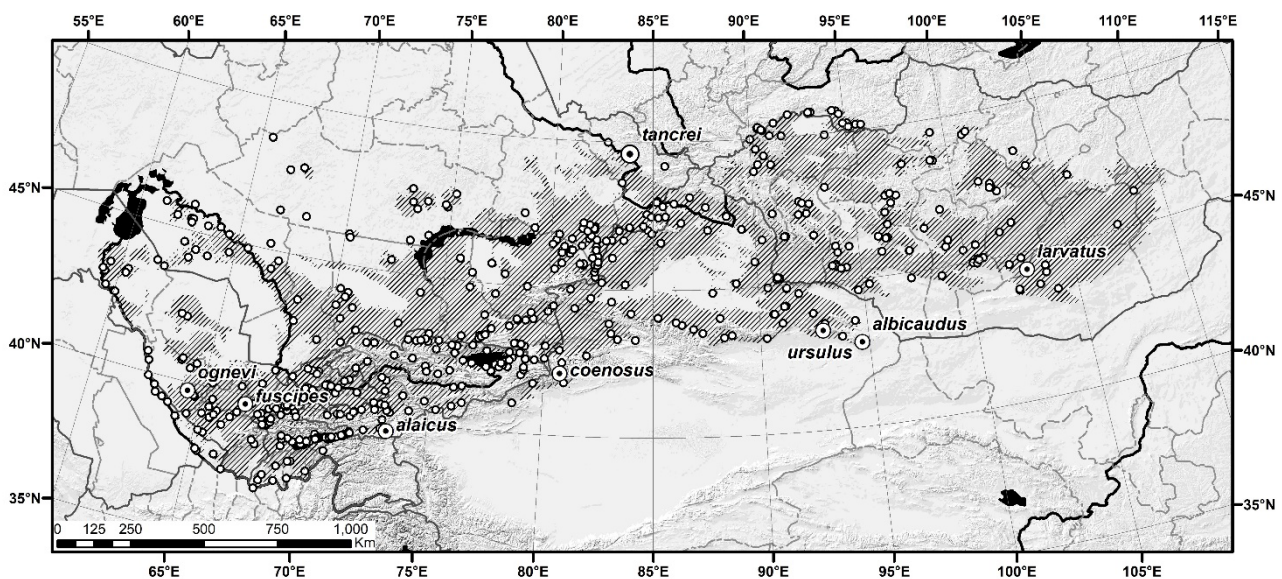 55°E 60°E 65°E 70°E 75°E 80°E 85°E 90°E 95°E 100°E 105°E 110°E 115°E
tancrei
45°N 45°N
larvatus
albicaudus
ursulus
40°N 40°N
coenosus
ognevi
fuscipes
alaicus
35°N 35°N
0 125 250 500 750 1,000
Km
65°E 70°E 75°E 80°E 85°E 90°E 95°E 100°E 105°E